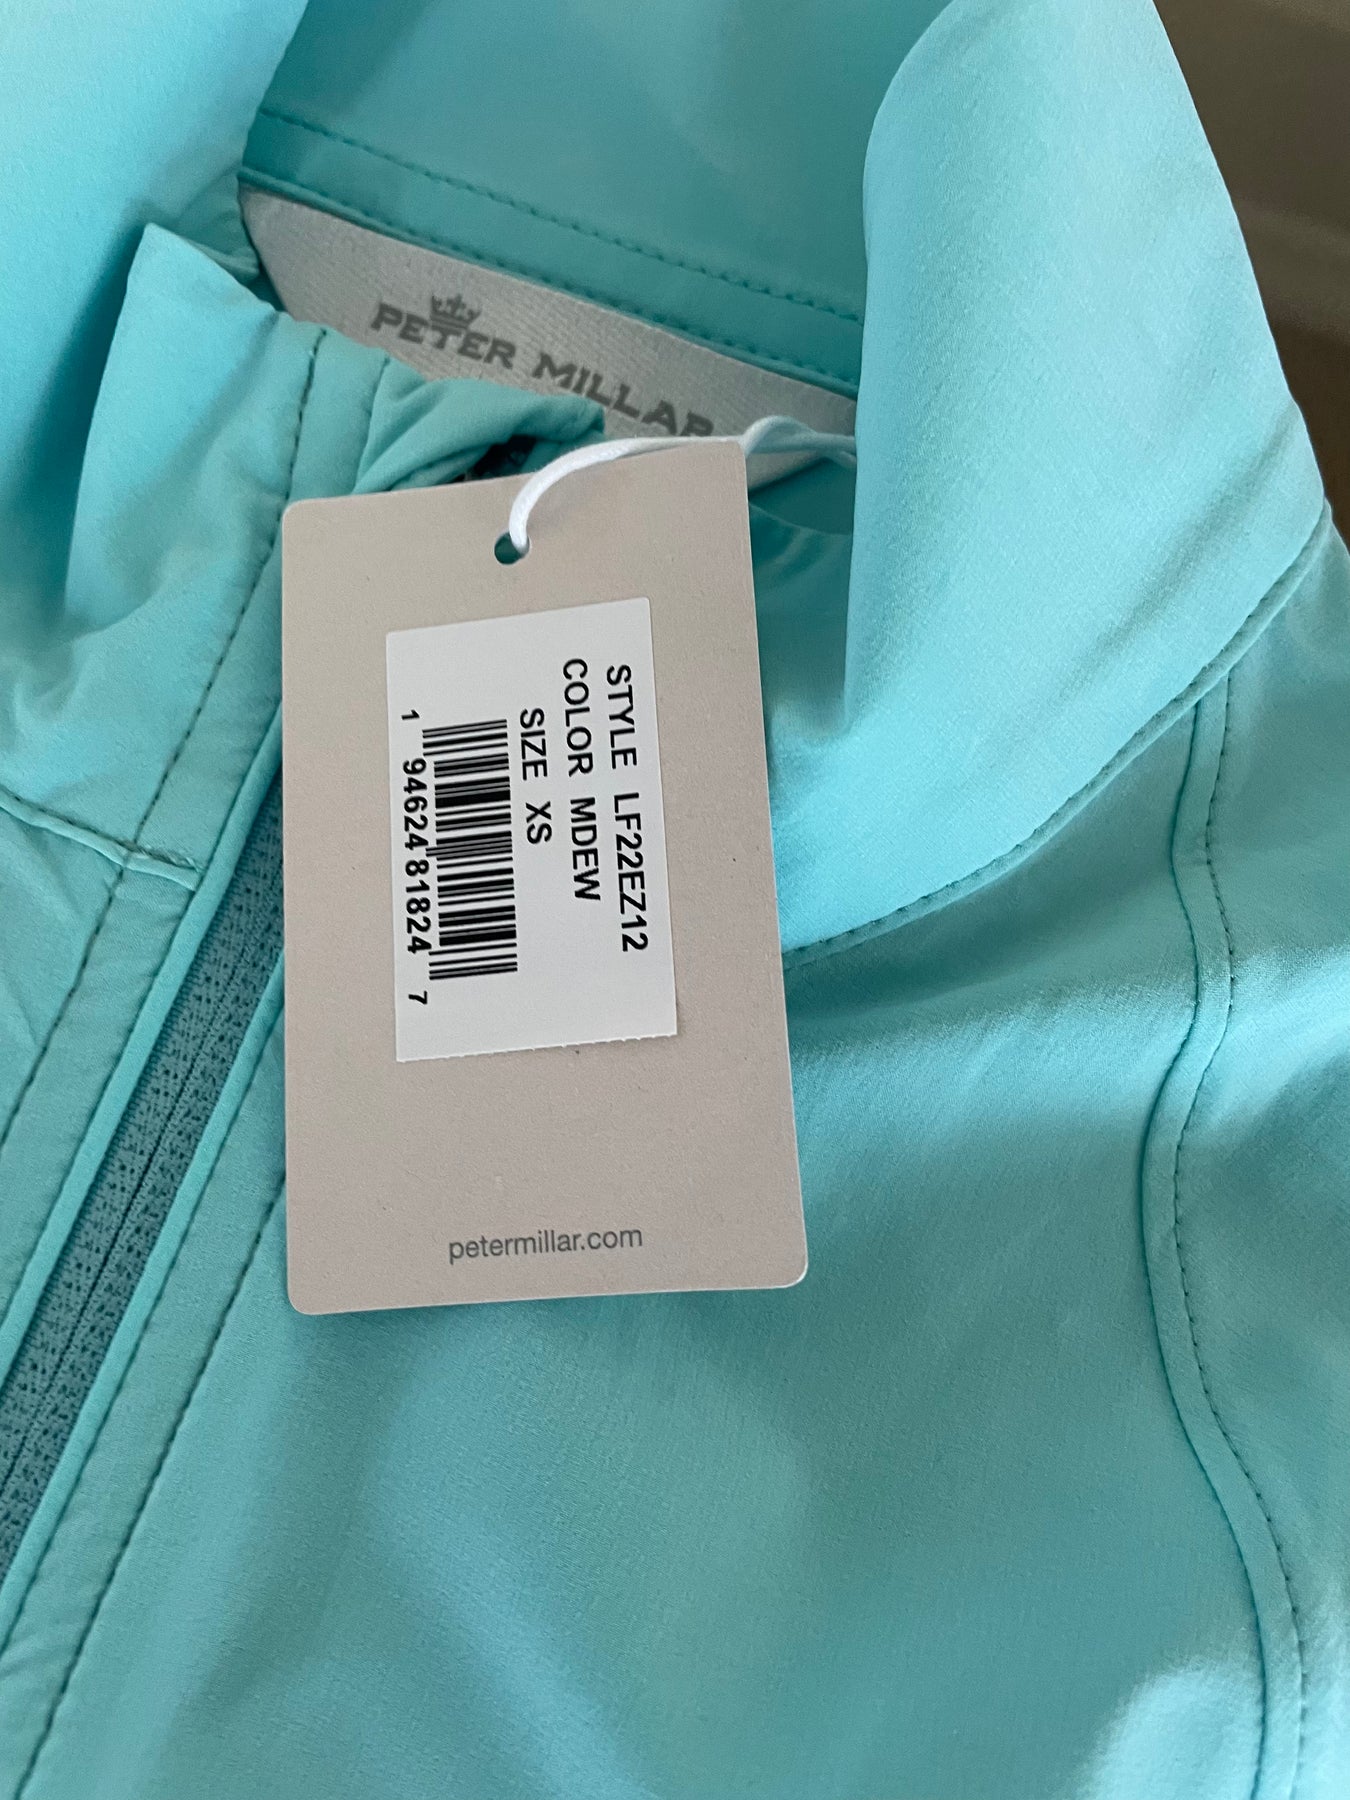 PETER MILLAR
STYLE LF22EZ12
COLOR MDEW
SIZE XS
1 94624 81824 7
petermillar.com